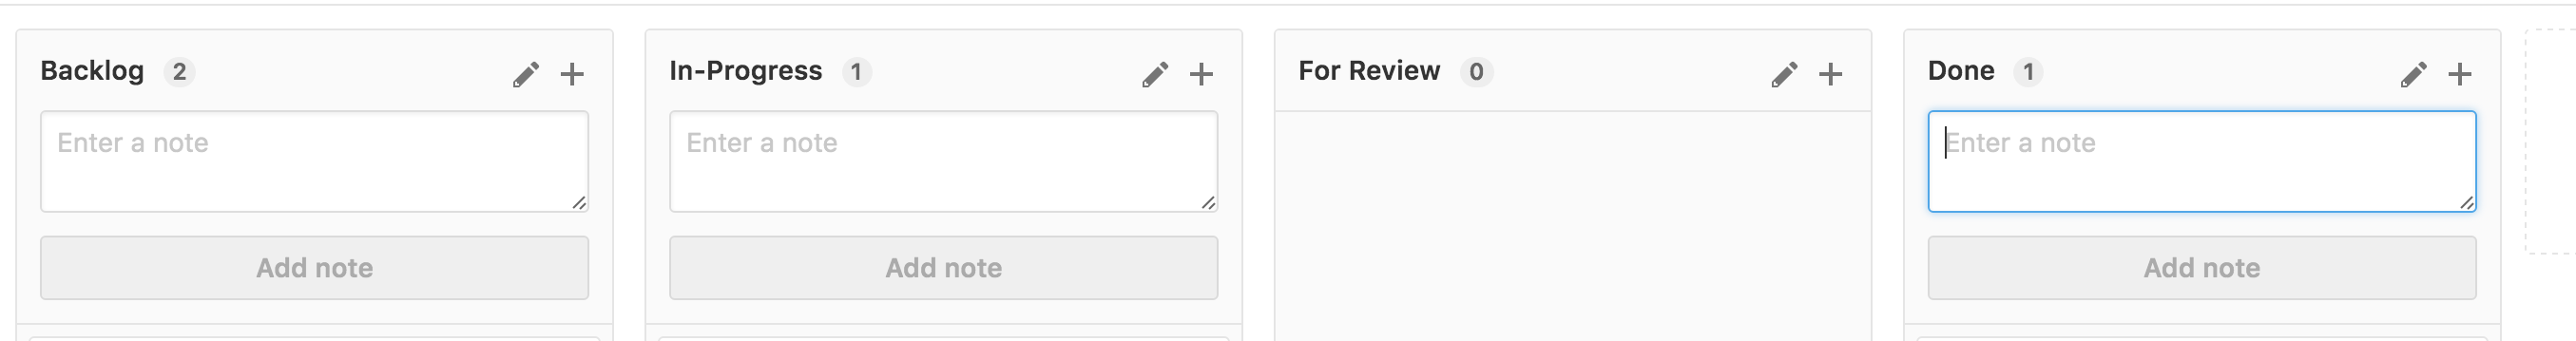 Backlog 2
Enter a note
Add note
In-Progress 1
Enter a note
Add note
For Review 0
Done 1
Enter a note
Add note